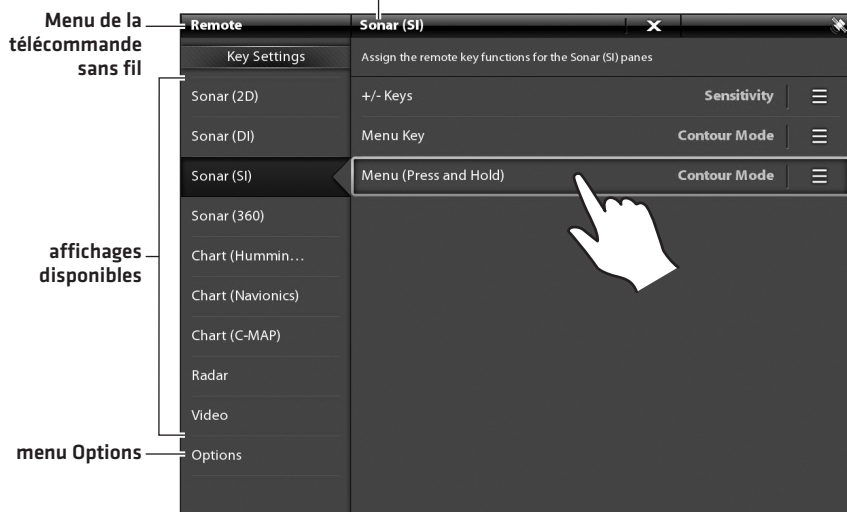 Menu de la
télécommande
sans fil
Remote
Sonar (SI)
Key Settings
Assign the remote key functions for the Sonar (SI) panes
Sonar (2D)
+/- Keys Sensitivity
Sonar (DI)
Menu Key Contour Mode
Sonar (SI)
Menu (Press and Hold) Contour Mode
Sonar (360)
affichages
disponibles
Chart (Hummin…
Chart (Navionics)
Chart (C-MAP)
Radar
Video
menu Options
Options